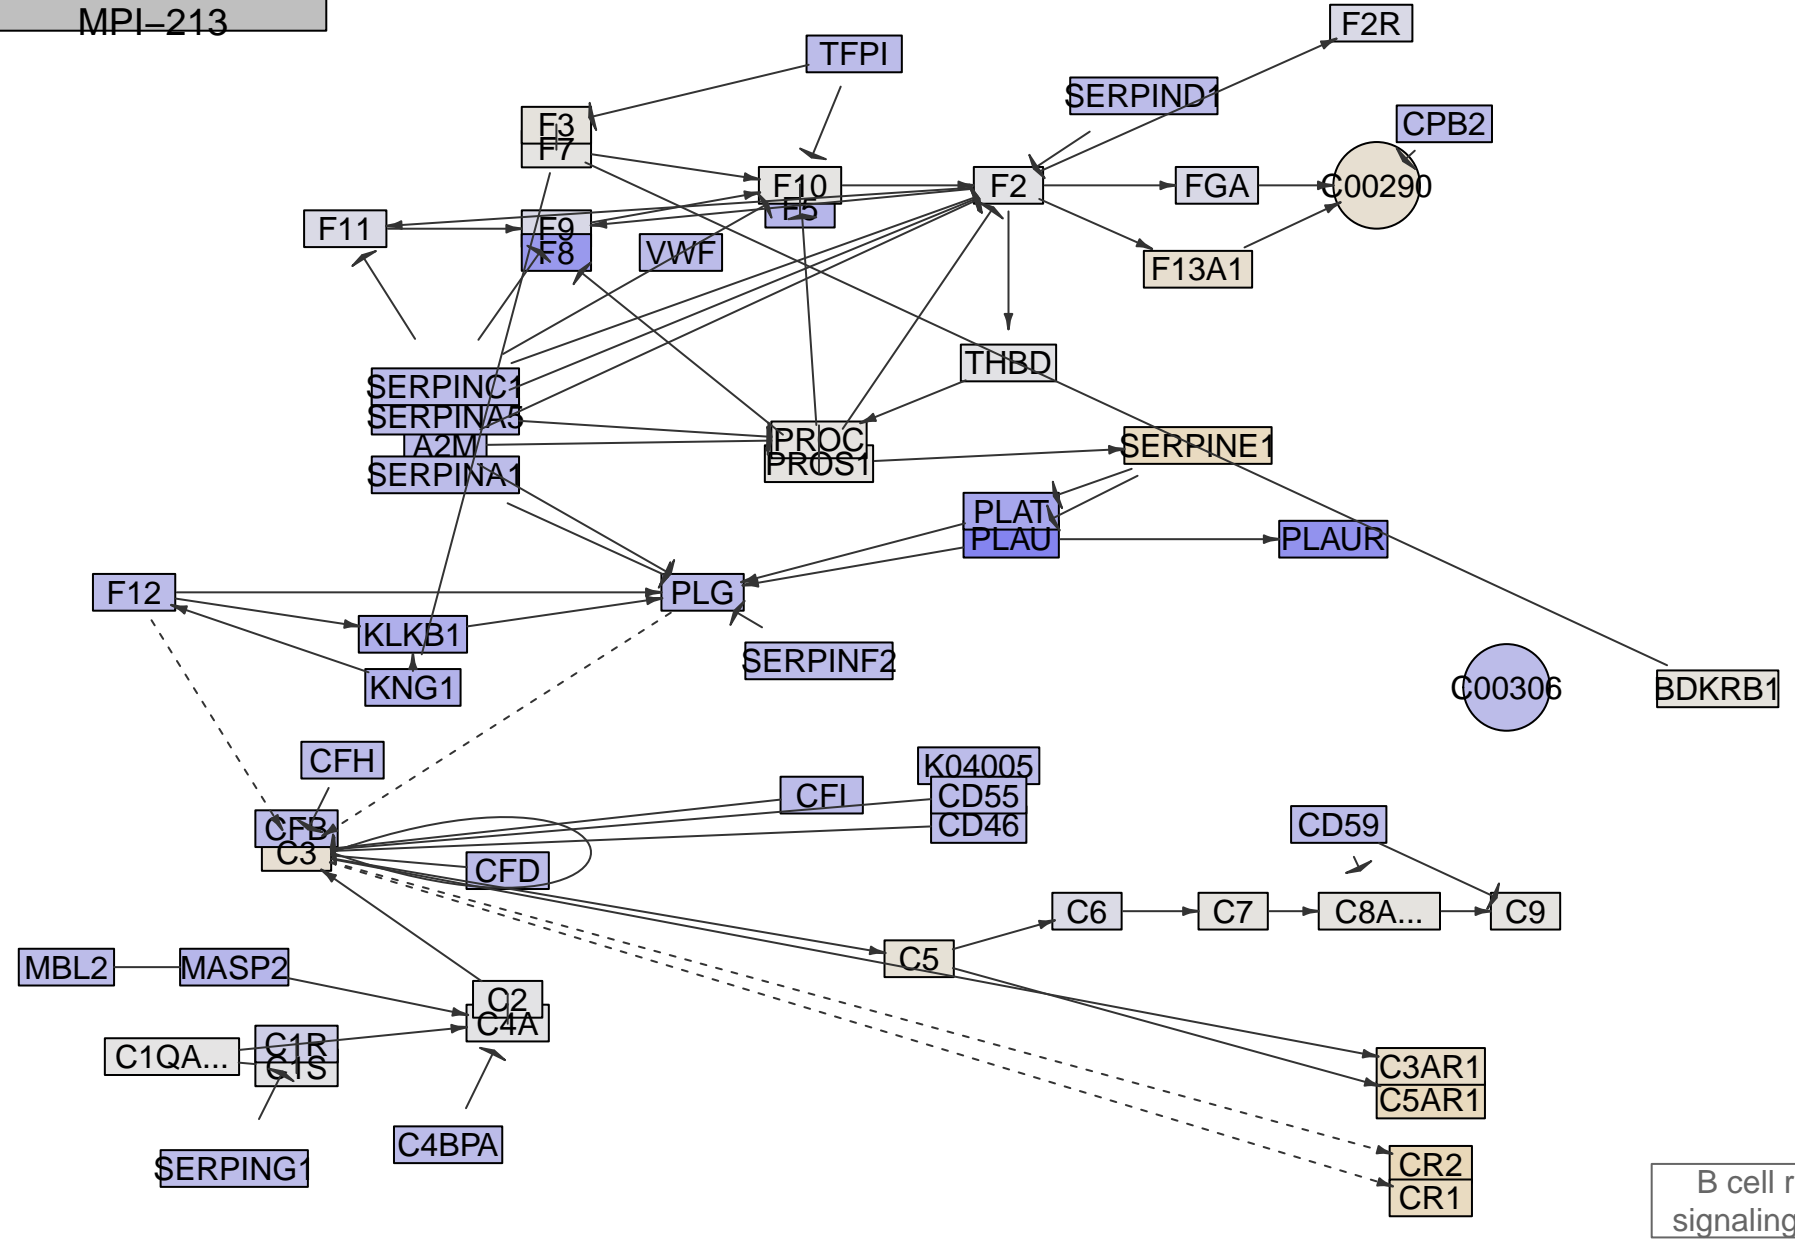 MPI–213
F2R
TFPI
SERPIND1
CPB2
F3
F7
F10
F5
F2
FGA
C00290
F11
F9
F8
VWF
F13A1
THBD
SERPINC1
SERPINA5
A2M
SERPINA1
PROC
PROS1
SERPINE1
PLAT
PLAU
PLAUR
F12
PLG
KLKB1
KNG1
SERPINF2
C00306
BDKRB1
CFH
K04005
CFI
CD55
CD46
CFB
C3
CFD
CD59
C6
C7
C8A...
C9
C5
MBL2
MASP2
C2
C4A
C1QA...
C1R
C1S
C3AR1
C5AR1
C4BPA
SERPING1
CR2
CR1
B cell r
signaling